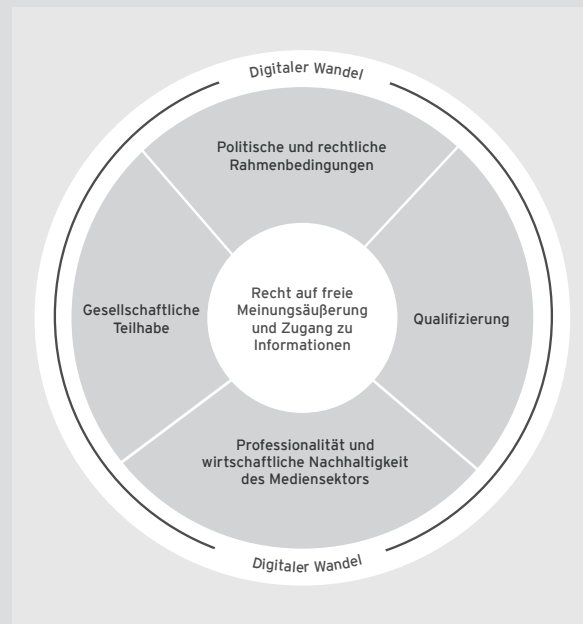 Digitaler Wandel
Politische und rechtliche
Rahmenbedingungen
Gesellschaftliche
Teilhabe
Recht auf freie
Meinungsäußerung
und Zugang zu
Informationen
Qualifizierung
Professionalität und
wirtschaftliche Nachhaltigkeit
des Mediensektors
Digitaler Wandel